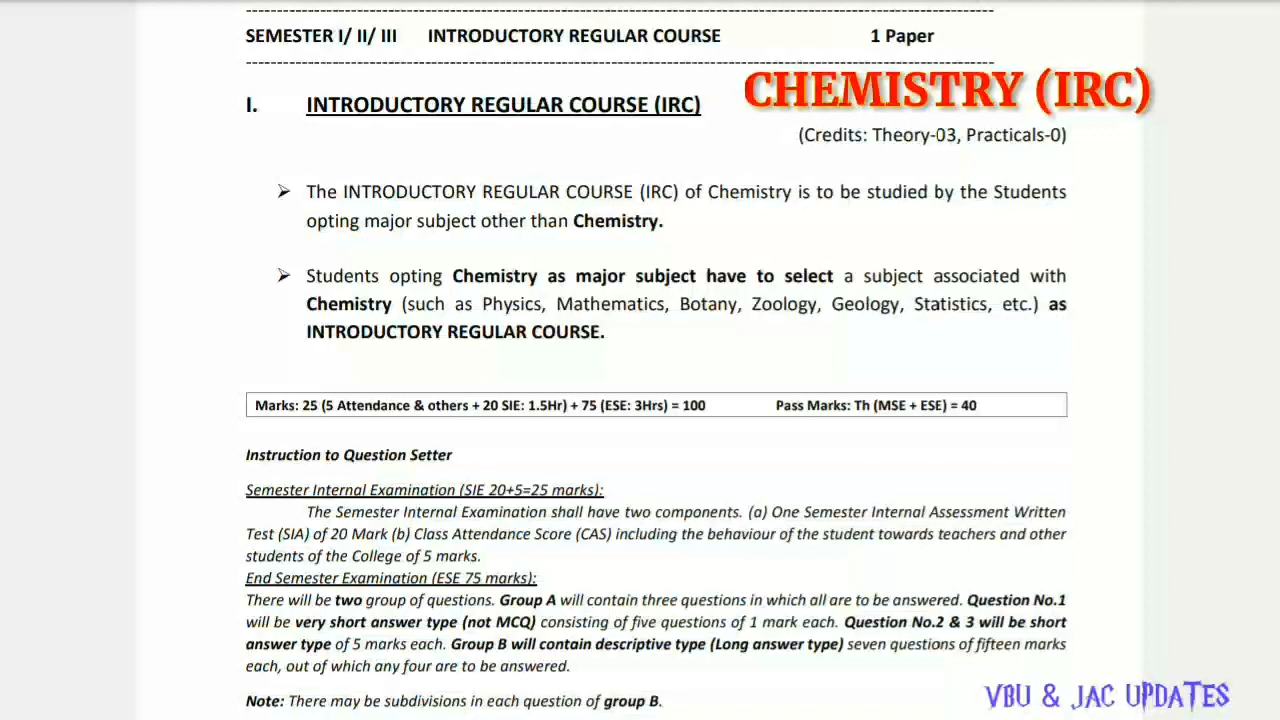 --------------------------------------------------------------------------------------------------------------
SEMESTER I/ II/ III INTRODUCTORY REGULAR COURSE 1 Paper
--------------------------------------------------------------------------------------------------------------
CHEMISTRY (IRC)
I. INTRODUCTORY REGULAR COURSE (IRC)
(Credits: Theory-03, Practicals-0)
➢ The INTRODUCTORY REGULAR COURSE (IRC) of Chemistry is to be studied by the Students
opting major subject other than Chemistry.
➢ Students opting Chemistry as major subject have to select a subject associated with
Chemistry (such as Physics, Mathematics, Botany, Zoology, Geology, Statistics, etc.) as
INTRODUCTORY REGULAR COURSE.
Marks: 25 (5 Attendance & others + 20 SIE: 1.5Hr) + 75 (ESE: 3Hrs) = 100 Pass Marks: Th (MSE + ESE) = 40
Instruction to Question Setter
Semester Internal Examination (SIE 20+5=25 marks):
The Semester Internal Examination shall have two components. (a) One Semester Internal Assessment Written
Test (SIA) of 20 Mark (b) Class Attendance Score (CAS) including the behaviour of the student towards teachers and other
students of the College of 5 marks.
End Semester Examination (ESE 75 marks):
There will be two group of questions. Group A will contain three questions in which all are to be answered. Question No.1
will be very short answer type (not MCQ) consisting of five questions of 1 mark each. Question No.2 & 3 will be short
answer type of 5 marks each. Group B will contain descriptive type (Long answer type) seven questions of fifteen marks
each, out of which any four are to be answered.
Note: There may be subdivisions in each question of group B.
VBU & JAC UPDATES